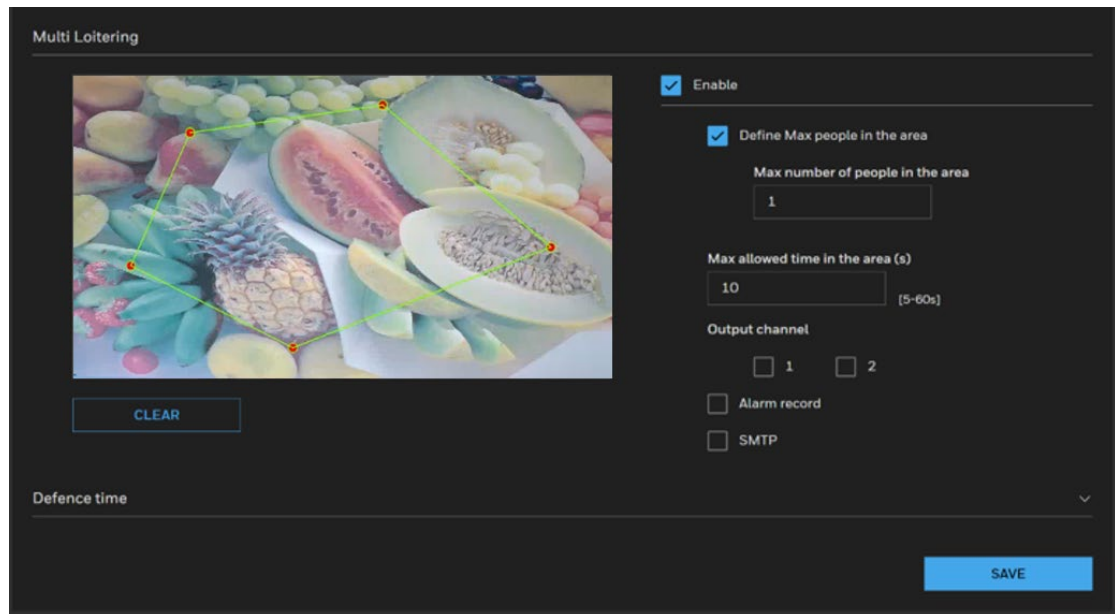 Multi Loitering
Enable
Define Max people in the area
Max number of people in the area
1
Max allowed time in the area (s)
10
[5-60s]
Output channel
1 2
Alarm record
SMTP
CLEAR
Defence time
SAVE